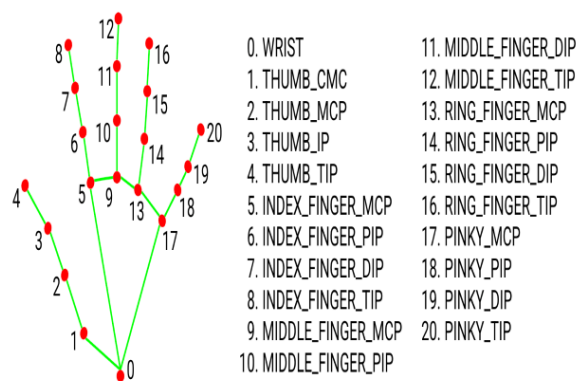 12
8
16
11
7
15
20
10
6
14
19
5
9
13
18
4
17
3
2
1
0
0. WRIST
1. THUMB_CMC
2. THUMB_MCP
3. THUMB_IP
4. THUMB_TIP
5. INDEX_FINGER_MCP
6. INDEX_FINGER_PIP
7. INDEX_FINGER_DIP
8. INDEX_FINGER_TIP
9. MIDDLE_FINGER_MCP
10. MIDDLE_FINGER_PIP
11. MIDDLE_FINGER_DIP
12. MIDDLE_FINGER_TIP
13. RING_FINGER_MCP
14. RING_FINGER_PIP
15. RING_FINGER_DIP
16. RING_FINGER_TIP
17. PINKY_MCP
18. PINKY_PIP
19. PINKY_DIP
20. PINKY_TIP